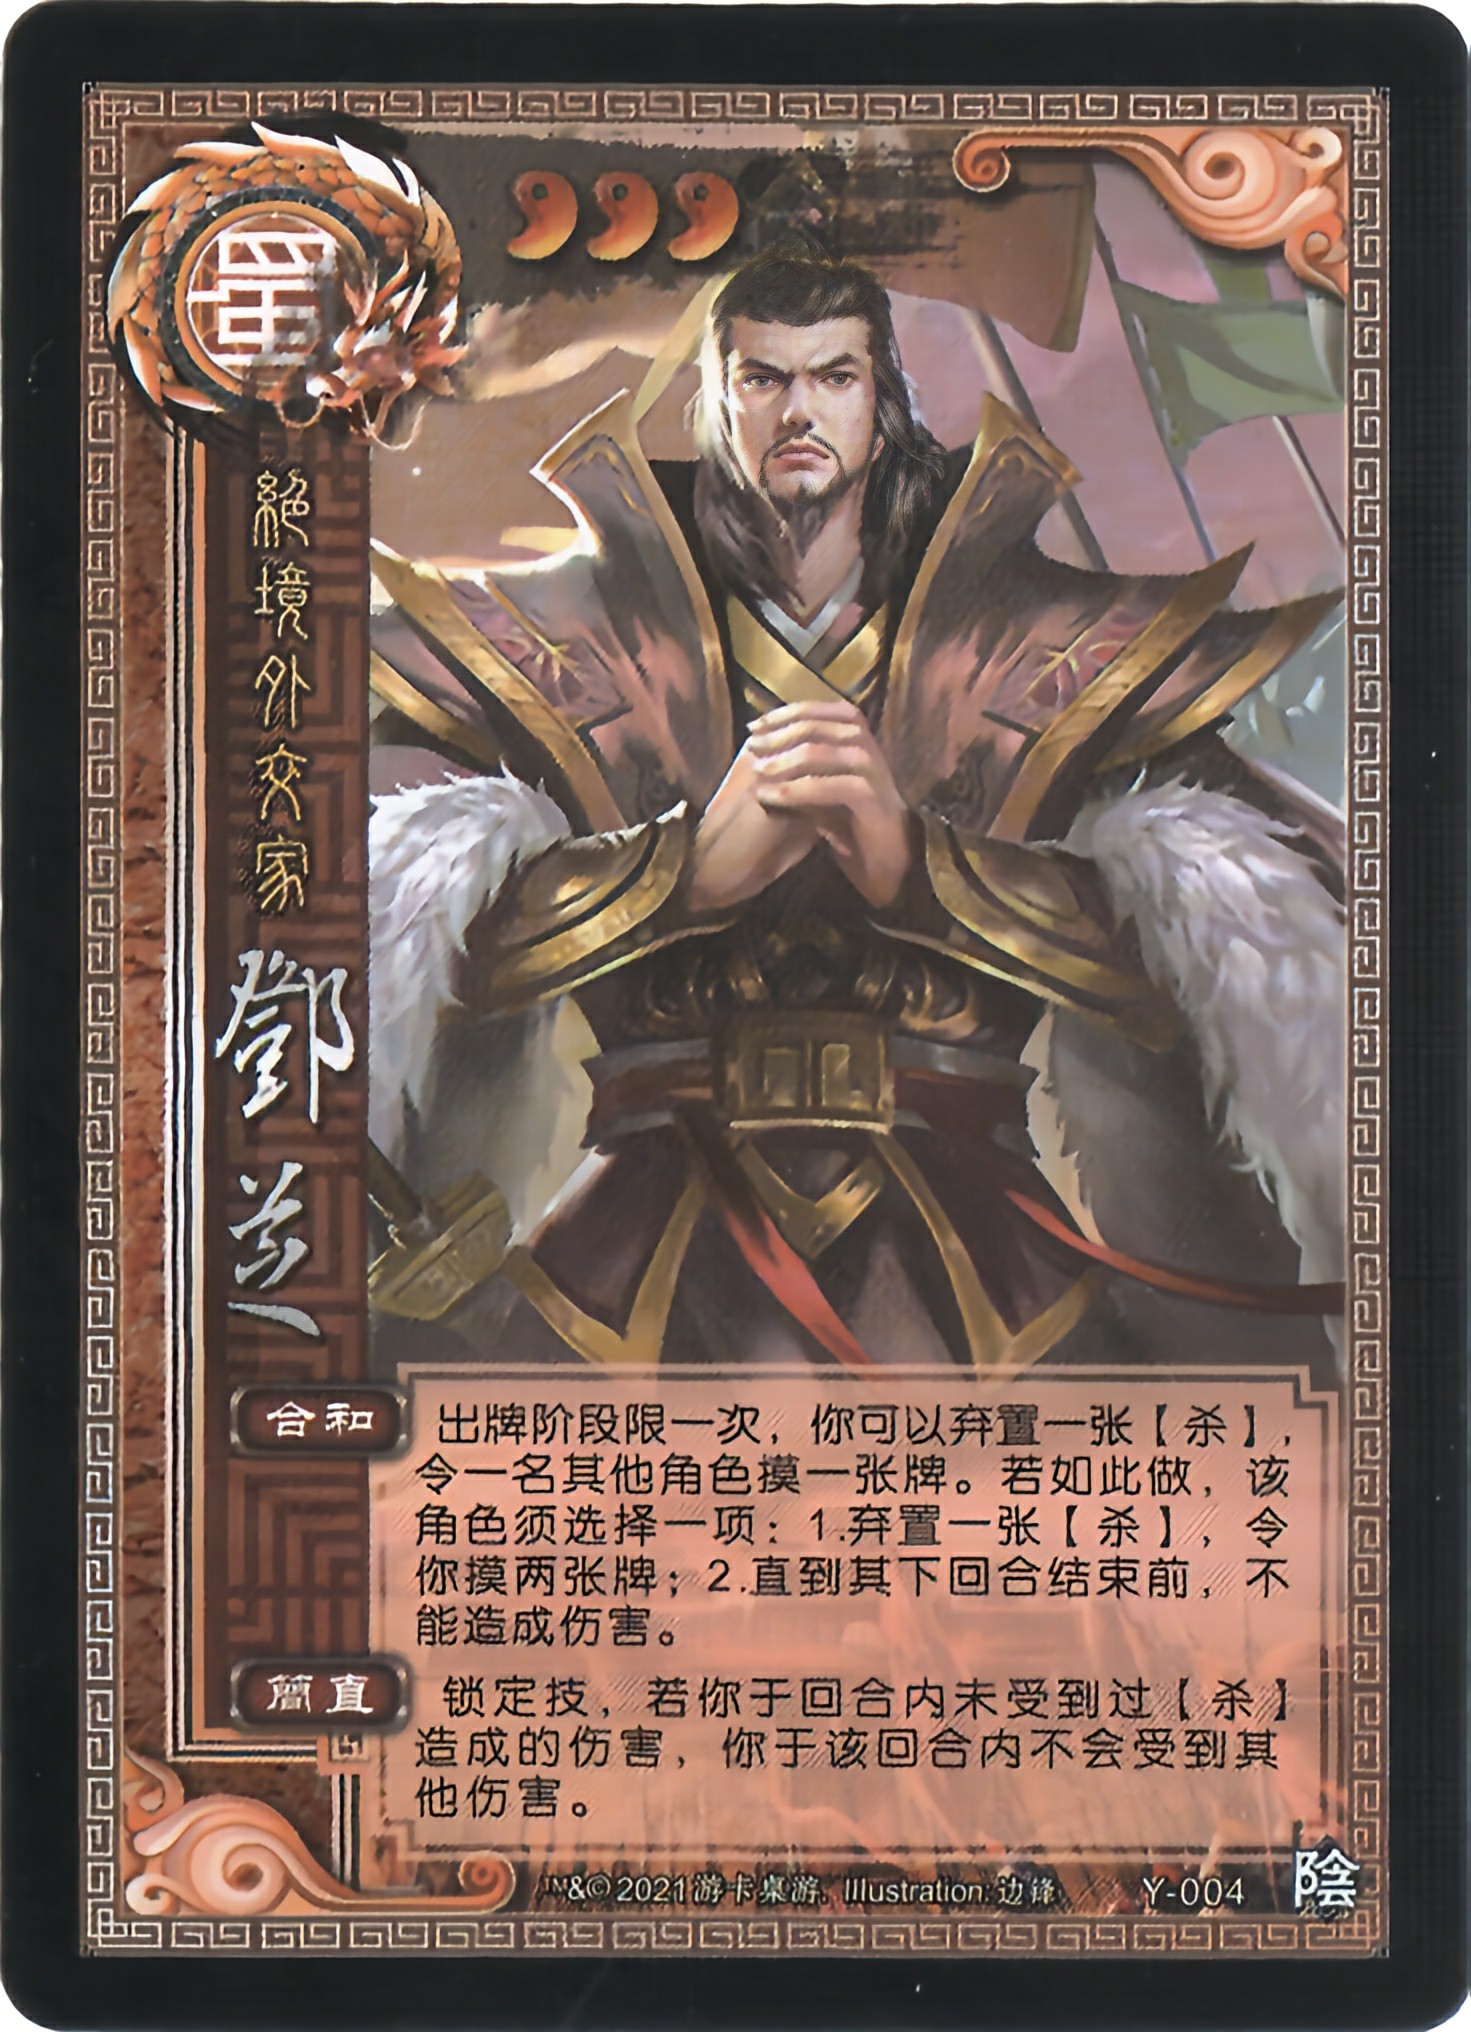 蜀
絕境外交家
鄧芝
合和
出牌阶段限一次，你可以弃置一张【杀】，
令一名其他角色摸一张牌。若如此做，该
角色须选择一项：1.弃置一张【杀】，令
你摸两张牌；2.直到其下回合结束前，不
能造成伤害。
簡直
锁定技，若你于回合内未受到过【杀】
造成的伤害，你于该回合内不会受到其
他伤害。
™&©2021游卡桌游. Illustration:边锋
Y-004
陰